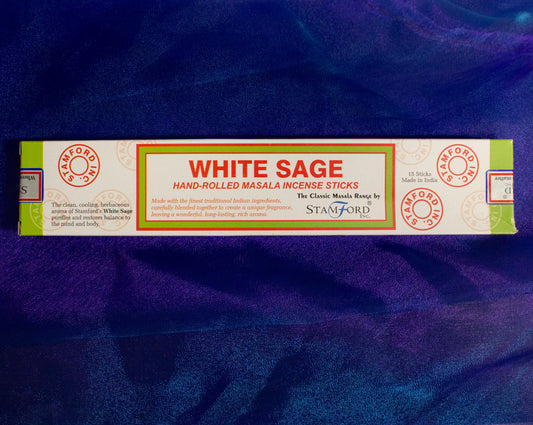 STAMFORD INC.
The clean, cooling, herbaceous
aroma of Stamford's White Sage
purifies and restores balance to
the mind and body.
WHITE SAGE
HAND-ROLLED MASALA INCENSE STICKS
Made with the finest traditional Indian ingredients,
carefully blended together to create a unique fragrance,
leaving a wonderful, long-lasting, rich aroma.
The Classic Masala Range by
STAMFORD®
INC.
15 Sticks
Made in India
STAMFORD INC.
STAMFORD INC.